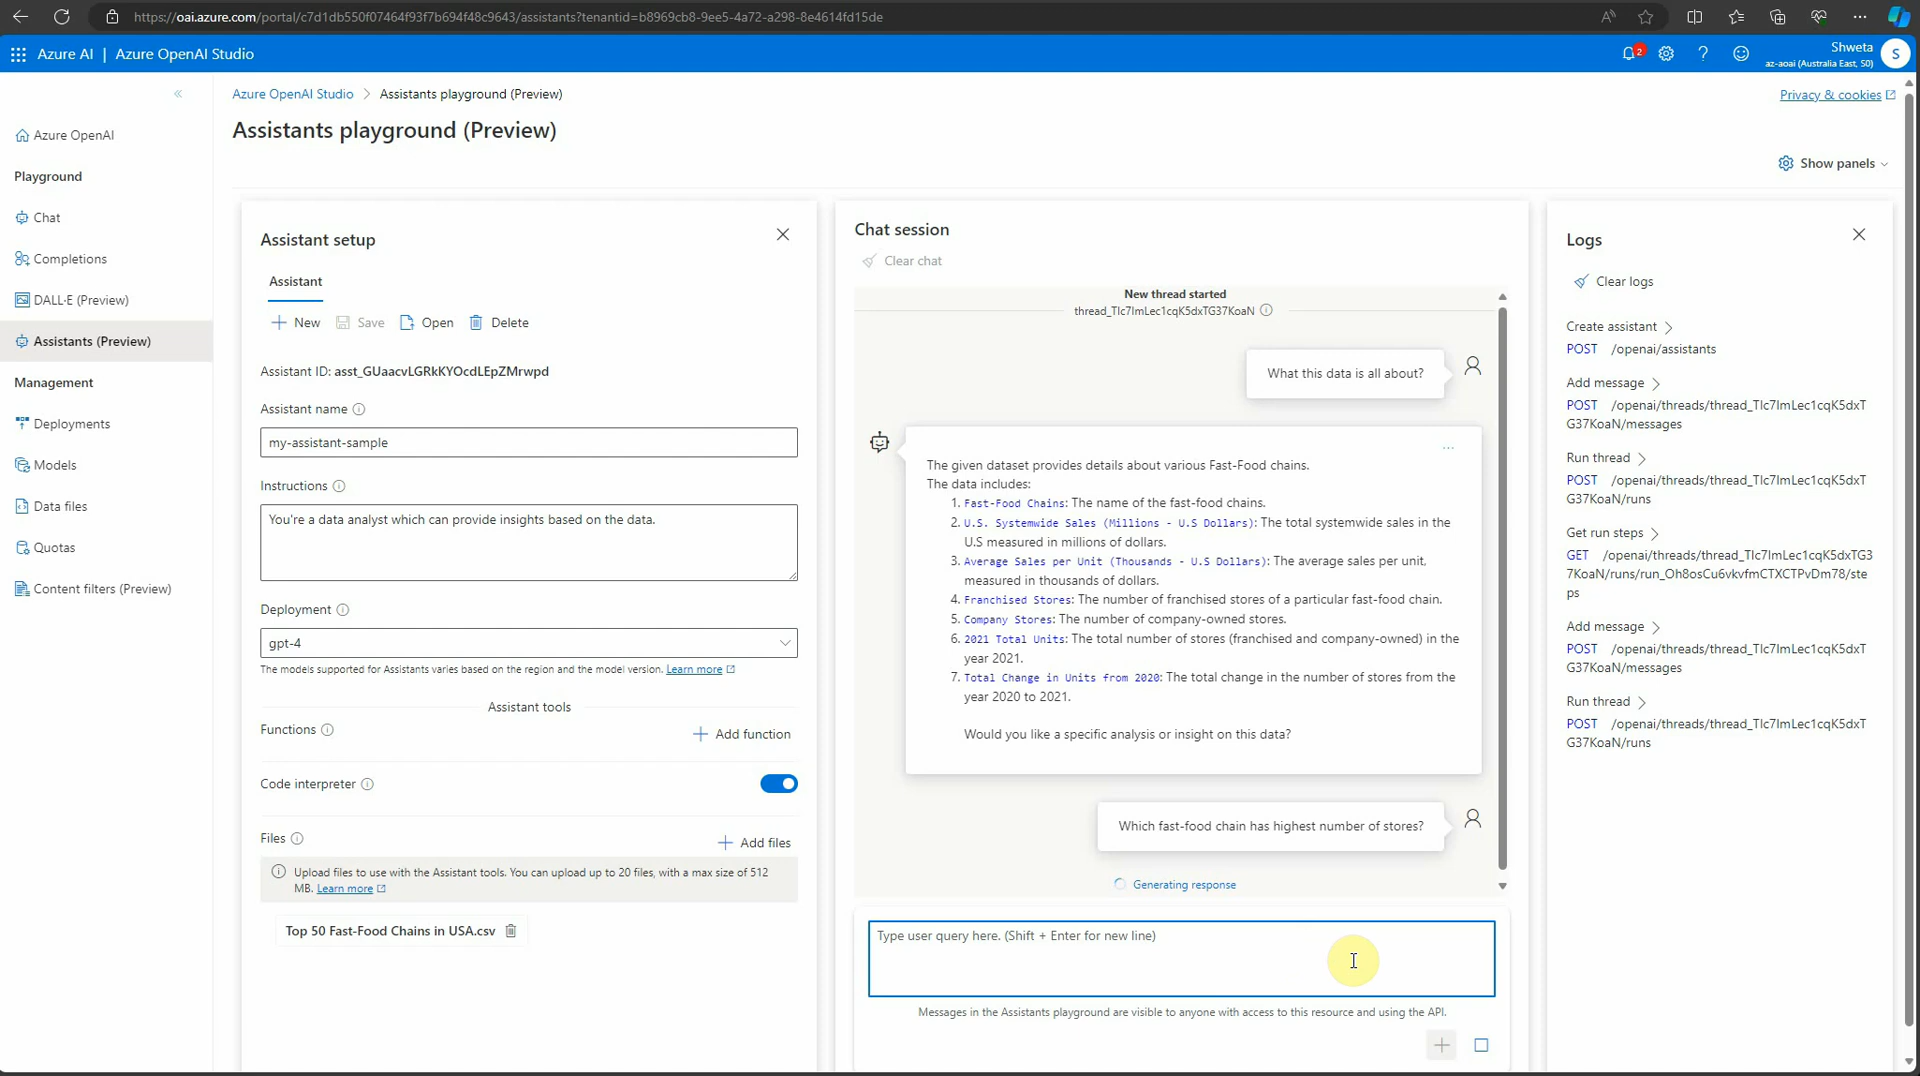 https://oai.azure.com/portal/c7d1db550f07464f93f7b694f48c9643/assistants?tenantid=b8969cb8-9ee5-4a72-a298-8e4614fd15de
Azure AI | Azure OpenAI Studio
2
Shweta
az-aoai (Australia East, S0)
S
Azure OpenAI Studio > Assistants playground (Preview)
Privacy & cookies
Assistants playground (Preview)
Show panels
Azure OpenAI
Playground
Chat
Completions
DALL·E (Preview)
Assistants (Preview)
Management
Deployments
Models
Data files
Quotas
Content filters (Preview)
Assistant setup
Assistant
New
Save
Open
Delete
Assistant ID: asst_GUaacvLGRkKYOcdLEpZMrwpd
Assistant name
my-assistant-sample
Instructions
You're a data analyst which can provide insights based on the data.
Deployment
gpt-4
The models supported for Assistants varies based on the region and the model version. Learn more
Assistant tools
Functions
Add function
Code interpreter
Files
Add files
Upload files to use with the Assistant tools. You can upload up to 20 files, with a max size of 512
MB. Learn more
Top 50 Fast-Food Chains in USA.csv
Chat session
Clear chat
New thread started
thread_TIc7ImLec1cqK5dxTG37KoaN
What this data is all about?
...
The given dataset provides details about various Fast-Food chains.
The data includes:
1. Fast-Food Chains: The name of the fast-food chains.
2. U.S. Systemwide Sales (Millions - U.S Dollars): The total systemwide sales in the
U.S measured in millions of dollars.
3. Average Sales per Unit (Thousands - U.S Dollars): The average sales per unit,
measured in thousands of dollars.
4. Franchised Stores: The number of franchised stores of a particular fast-food chain.
5. Company Stores: The number of company-owned stores.
6. 2021 Total Units: The total number of stores (franchised and company-owned) in the
year 2021.
7. Total Change in Units from 2020: The total change in the number of stores from the
year 2020 to 2021.
Would you like a specific analysis or insight on this data?
Which fast-food chain has highest number of stores?
Generating response
Type user query here. (Shift + Enter for new line)
Messages in the Assistants playground are visible to anyone with access to this resource and using the API.
Logs
Clear logs
Create assistant
POST /openai/assistants
Add message
POST /openai/threads/thread_TIc7ImLec1cqK5dxT
G37KoaN/messages
Run thread
POST /openai/threads/thread_TIc7ImLec1cqK5dxT
G37KoaN/runs
Get run steps
GET /openai/threads/thread_TIc7ImLec1cqK5dxTG3
7KoaN/runs/run_Oh8osCu6vkvfmCTXCTPvDm78/ste
ps
Add message
POST /openai/threads/thread_TIc7ImLec1cqK5dxT
G37KoaN/messages
Run thread
POST /openai/threads/thread_TIc7ImLec1cqK5dxT
G37KoaN/runs